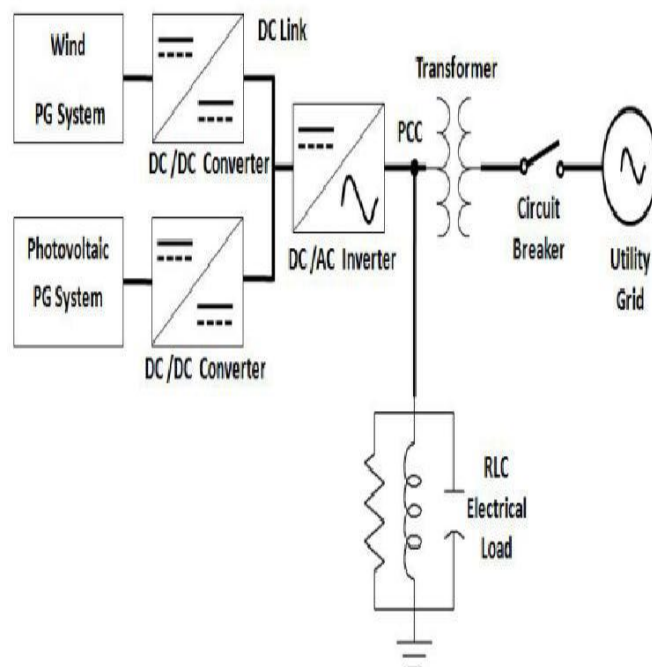 Wind
PG System
DC Link
DC /DC Converter
Photovoltaic
PG System
DC /DC Converter
DC /AC Inverter
PCC
Transformer
Circuit
Breaker
Utility
Grid
RLC
Electrical
Load